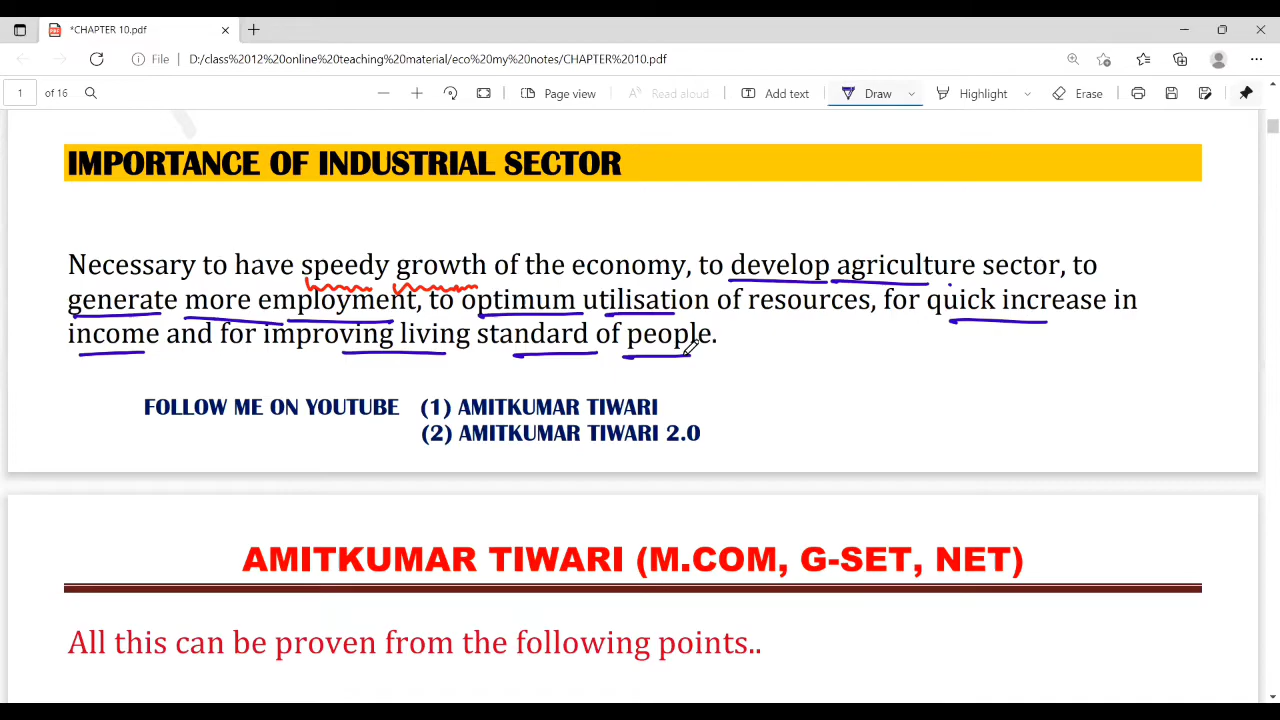 *CHAPTER 10.pdf
File D:/class%2012%20online%20teaching%20material/eco%20my%20notes/CHAPTER%2010.pdf
1 of 16 Page view Read aloud Add text Draw Highlight Erase
IMPORTANCE OF INDUSTRIAL SECTOR
Necessary to have speedy growth of the economy, to develop agriculture sector, to
generate more employment, to optimum utilisation of resources, for quick increase in
income and for improving living standard of people.
FOLLOW ME ON YOUTUBE (1) AMITKUMAR TIWARI
(2) AMITKUMAR TIWARI 2.0
AMITKUMAR TIWARI (M.COM, G-SET, NET)
All this can be proven from the following points..